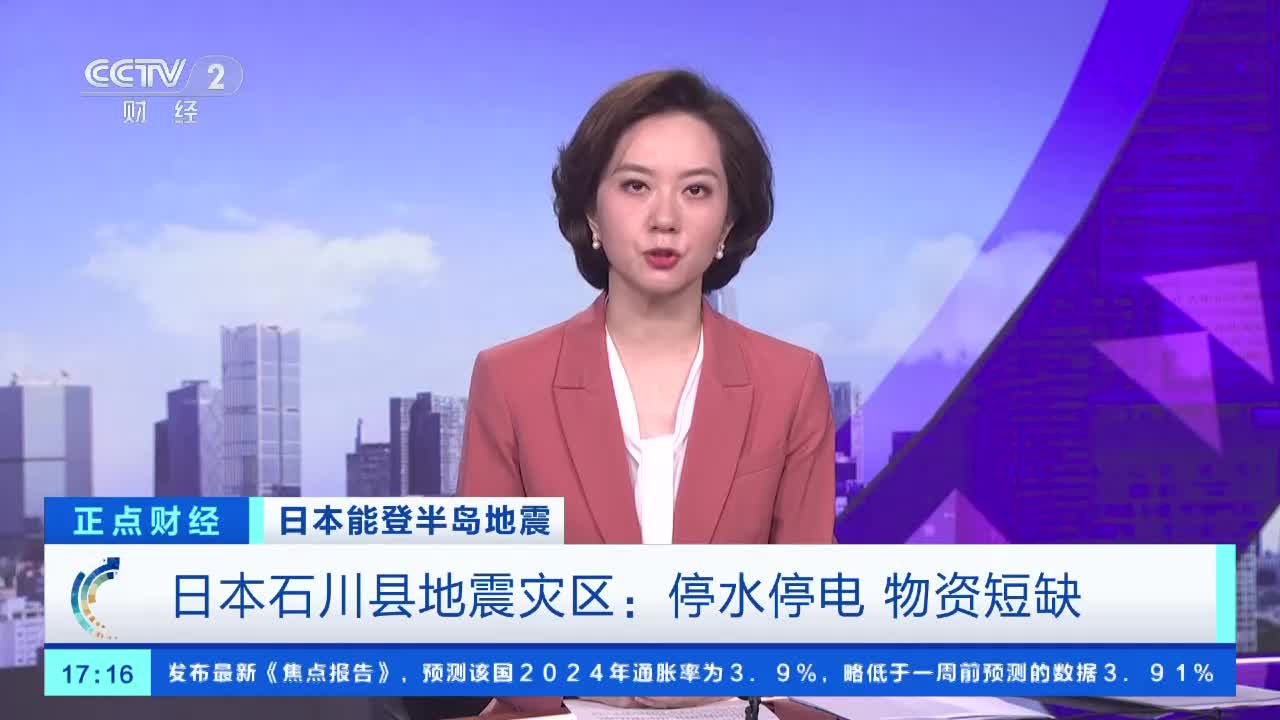 CCTV 2
财 经
正点财经
日本能登半岛地震
日本石川县地震灾区：停水停电 物资短缺
17:16
发布最新《焦点报告》，预测该国2024年通胀率为3．9%，略低于一周前预测的数据3．91%